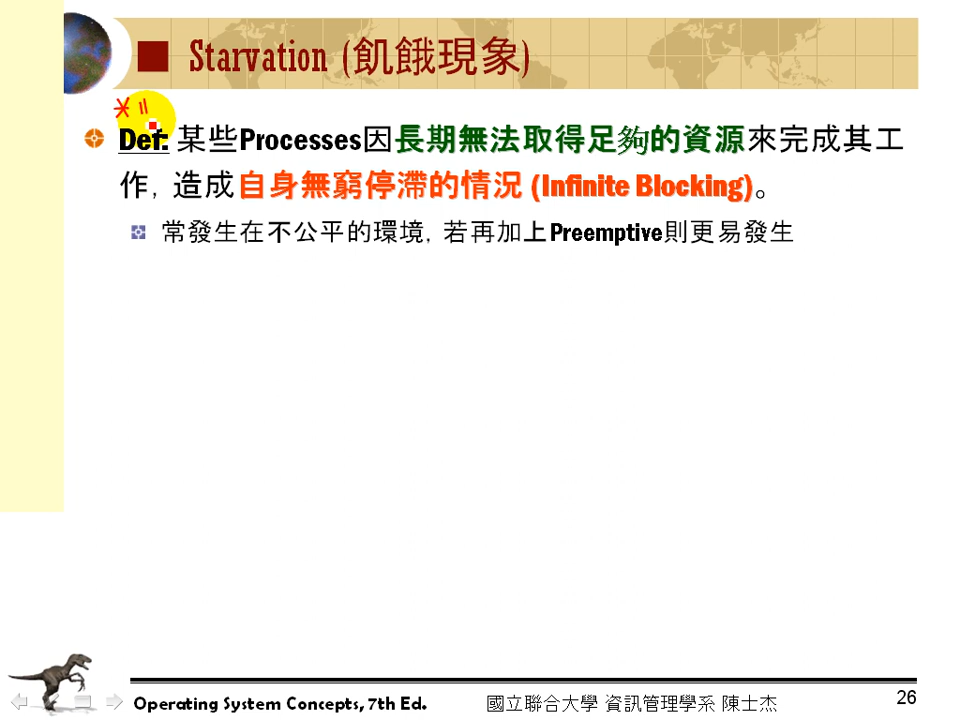 Starvation (飢餓現象)
Def: 某些Processes因長期無法取得足夠的資源來完成其工
作, 造成自身無窮停滯的情況 (Infinite Blocking)。
常發生在不公平的環境, 若再加上Preemptive則更易發生
Operating System Concepts, 7th Ed. 國立聯合大學 資訊管理學系 陳士杰 26